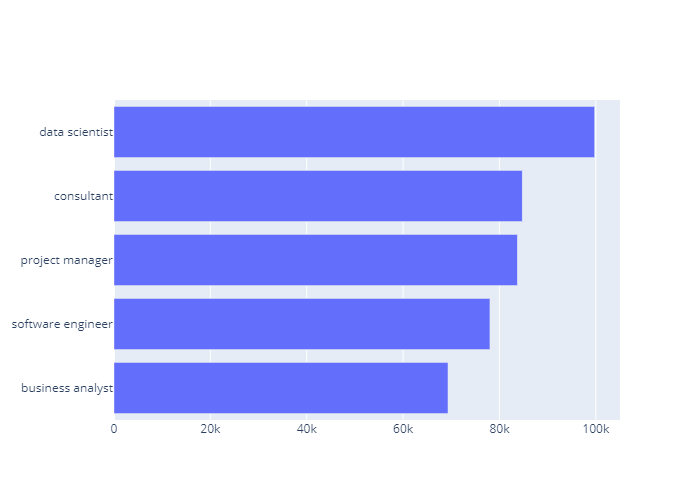 data scientist
consultant
project manager
software engineer
business analyst
0 20k 40k 60k 80k 100k